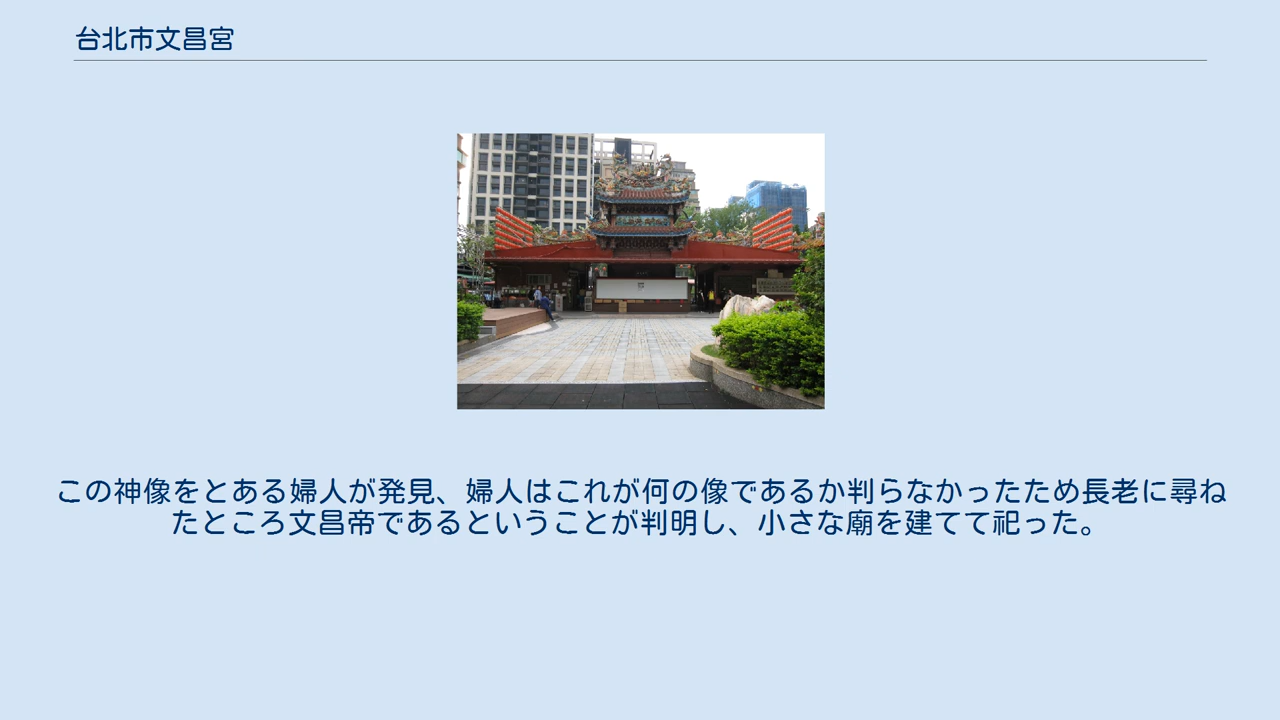 台北市文昌宮
この神像をとある婦人が発見、婦人はこれが何の像であるか判らなかったため長老に尋ね
たところ文昌帝であるということが判明し、小さな廟を建てて祀った。